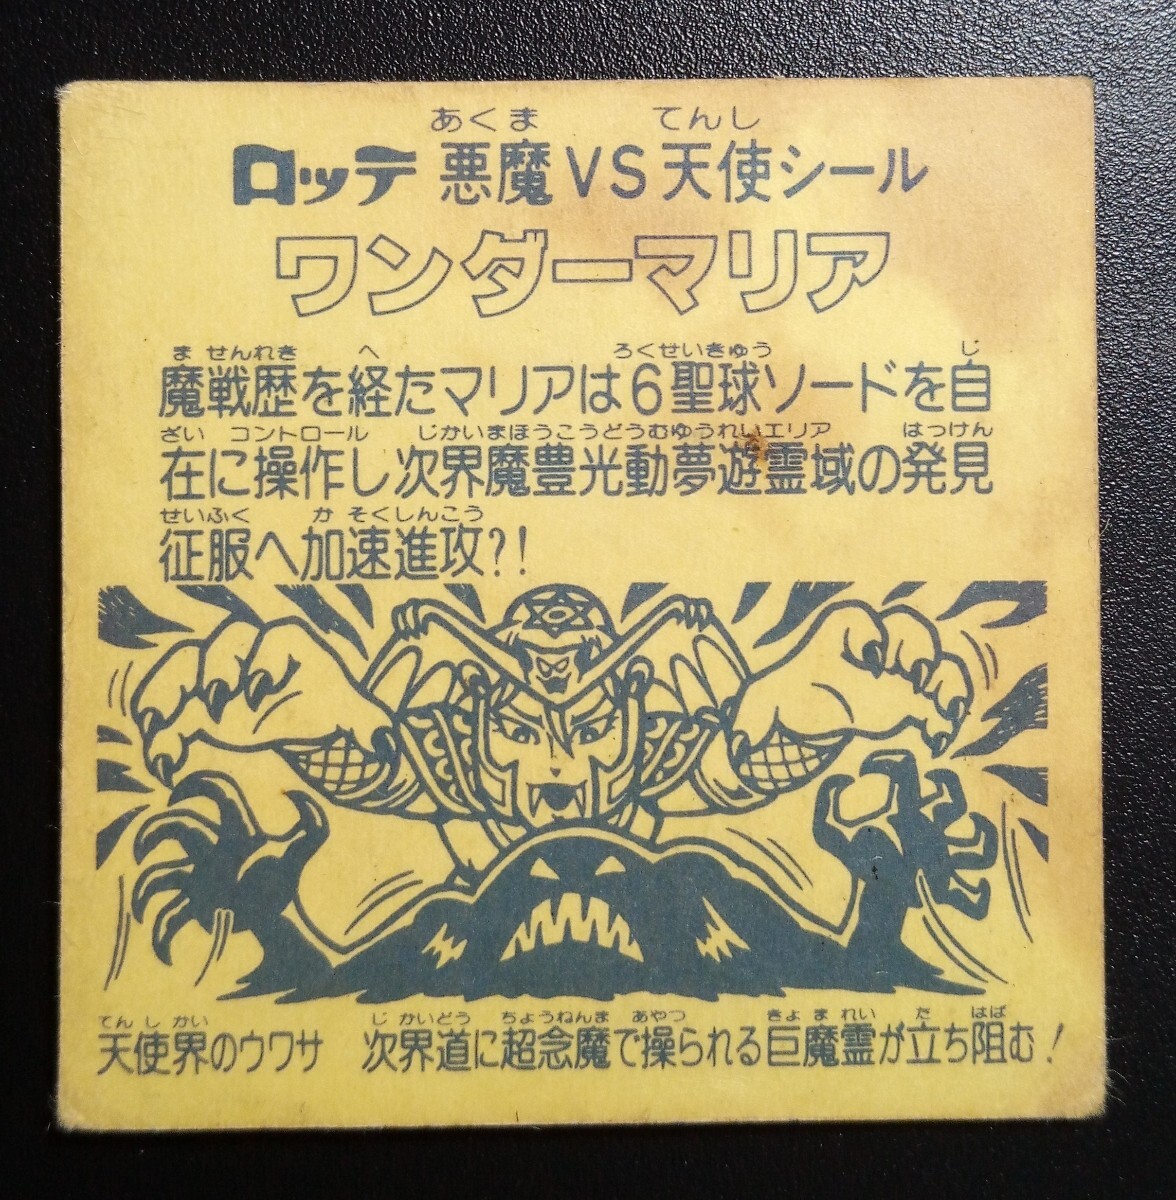 あくま てんし
ロッテ 悪魔VS天使シール
ワンダーマリア
ま せんれき へ ろくせいきゅう じ
魔戦歴を経たマリアは6聖球ソードを自
ざい コントロール じかいまほうこうどうむゆうれいエリア はっけん
在に操作し次界魔豊光動夢遊霊域の発見
せいふく か そくしんこう
征服へ加速進攻?!
てん し かい じ かいどう ちょうねんま あやつ きょ ま れい た はば
天使界のウワサ 次界道に超念魔で操られる巨魔霊が立ち阻む!